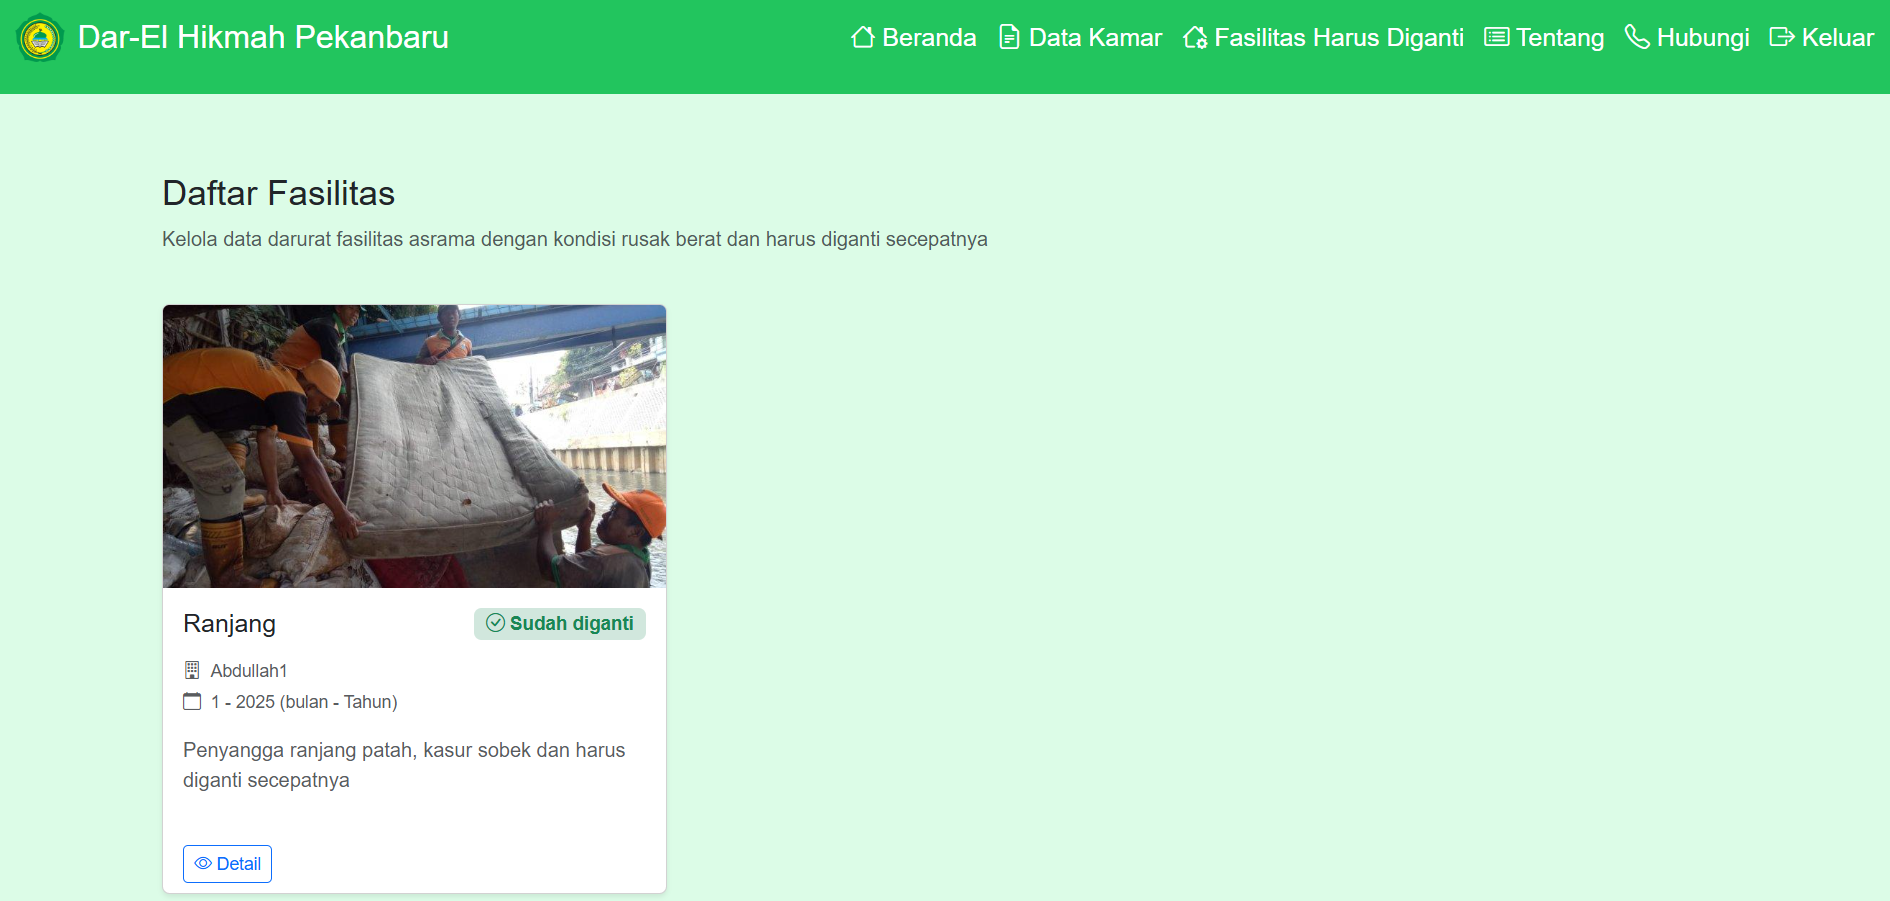 Dar-El Hikmah Pekanbaru
Beranda Data Kamar Fasilitas Harus Diganti Tentang Hubungi Keluar
Daftar Fasilitas
Kelola data darurat fasilitas asrama dengan kondisi rusak berat dan harus diganti secepatnya
Ranjang
Sudah diganti
Abdullah1
1 - 2025 (bulan - Tahun)
Penyangga ranjang patah, kasur sobek dan harus
diganti secepatnya
Detail